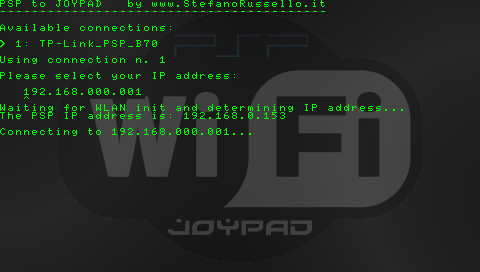 PSP to JOYPAD   by www.StefanoRussello.it
Available connections:
> 1: TP-Link_PSP_B70
Using connection n. 1
Please select your IP address:
192.168.000.001
^
Waiting for WLAN init and determining IP address...
The PSP IP address is: 192.168.0.153
Connecting to 192.168.000.001...
PSP
Wi Fi
JOYPAD